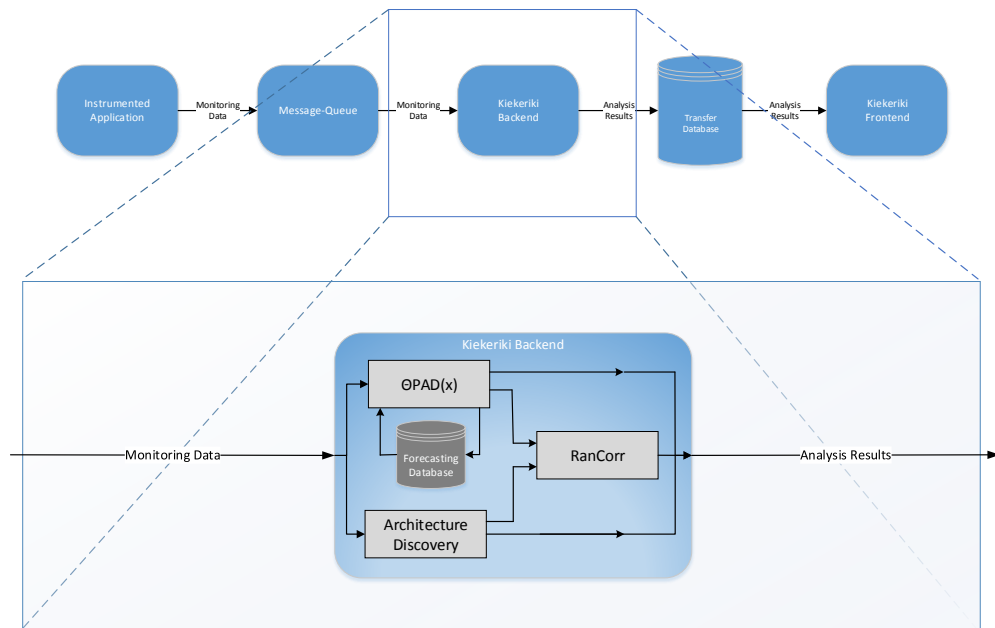 Instrumented
Application
Monitoring
Data
Message-Queue
Monitoring
Data
Kiekeriki
Backend
Analysis
Results
Transfer
Database
Analysis
Results
Kiekeriki
Frontend
Kiekeriki Backend
ΘPAD(x)
Forecasting
Database
RanCorr
Monitoring Data
Analysis Results
Architecture
Discovery